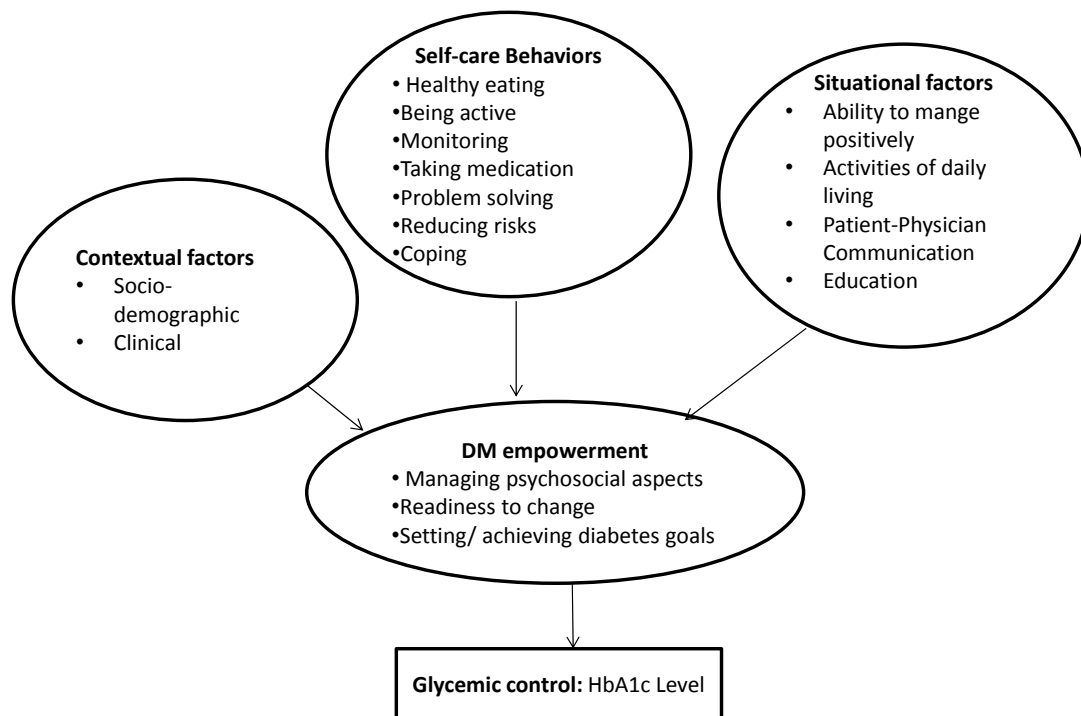 Self-care Behaviors
• Healthy eating
•Being active
•Monitoring
•Taking medication
•Problem solving
•Reducing risks
•Coping
Situational factors
• Ability to mange
positively
• Activities of daily
living
• Patient-Physician
Communication
• Education
Contextual factors
• Socio-
demographic
• Clinical
DM empowerment
• Managing psychosocial aspects
•Readiness to change
•Setting/ achieving diabetes goals
Glycemic control: HbA1c Level